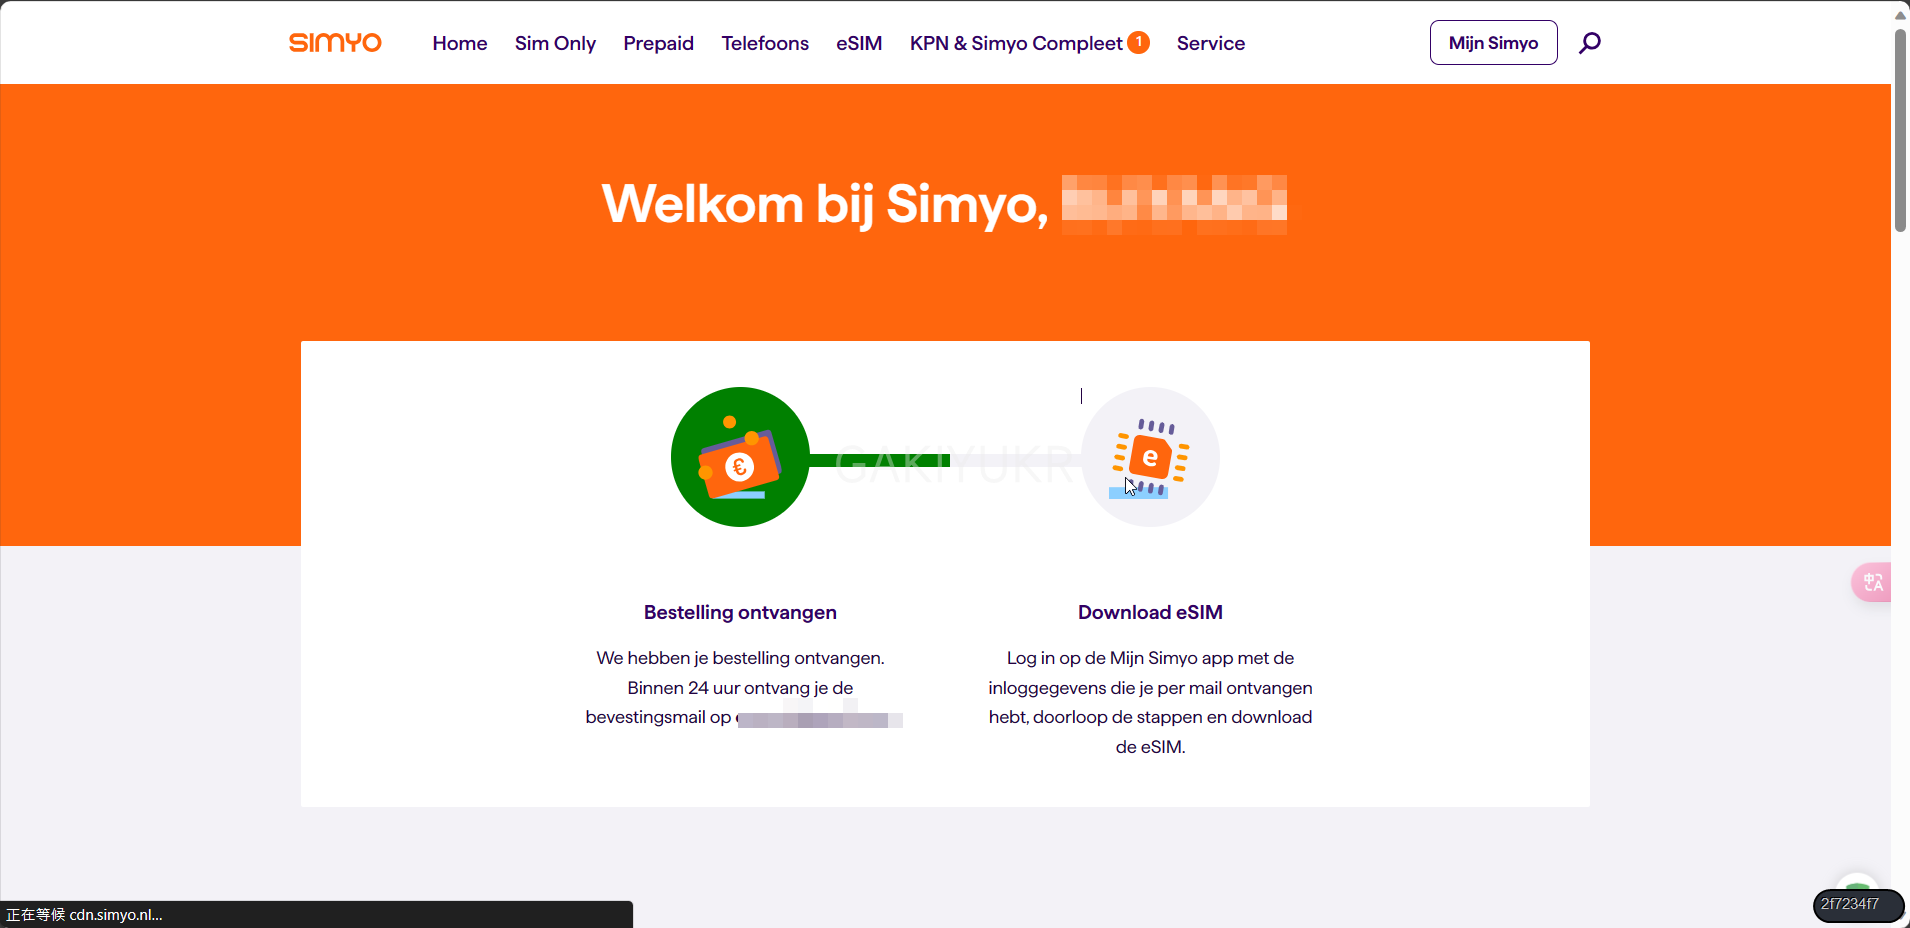 SIMYO
Home Sim Only Prepaid Telefoons eSIM KPN & Simyo Compleet 1 Service
Mijn Simyo
Welkom bij Simyo,
GAKIYUKR
Bestelling ontvangen
We hebben je bestelling ontvangen.
Binnen 24 uur ontvang je de
bevestingsmail op
Download eSIM
Log in op de Mijn Simyo app met de
inloggegevens die je per mail ontvangen
hebt, doorloop de stappen en download
de eSIM.
正在等候 cdn.simyo.nl...
2f7234f7